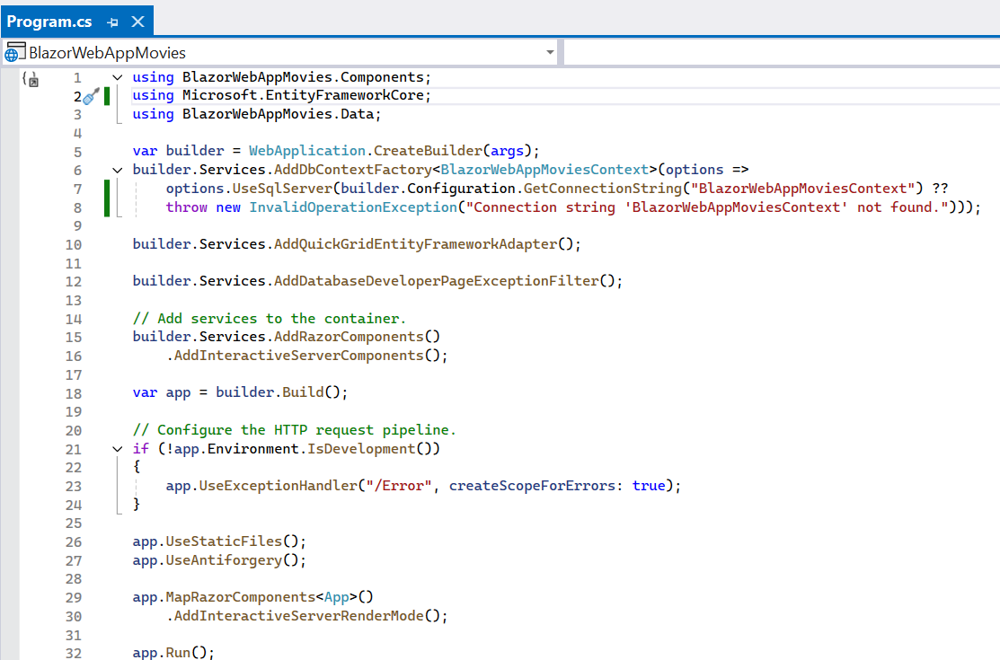 Program.cs
BlazorWebAppMovies
1 using BlazorWebAppMovies.Components;
2 using Microsoft.EntityFrameworkCore;
3 using BlazorWebAppMovies.Data;
4
5 var builder = WebApplication.CreateBuilder(args);
6 builder.Services.AddDbContextFactory<BlazorWebAppMoviesContext>(options =>
7     options.UseSqlServer(builder.Configuration.GetConnectionString("BlazorWebAppMoviesContext") ??
8     throw new InvalidOperationException("Connection string 'BlazorWebAppMoviesContext' not found.")));
9
10 builder.Services.AddQuickGridEntityFrameworkAdapter();
11
12 builder.Services.AddDatabaseDeveloperPageExceptionFilter();
13
14 // Add services to the container.
15 builder.Services.AddRazorComponents()
16     .AddInteractiveServerComponents();
17
18 var app = builder.Build();
19
20 // Configure the HTTP request pipeline.
21 if (!app.Environment.IsDevelopment())
22 {
23     app.UseExceptionHandler("/Error", createScopeForErrors: true);
24 }
25
26 app.UseStaticFiles();
27 app.UseAntiforgery();
28
29 app.MapRazorComponents<App>()
30     .AddInteractiveServerRenderMode();
31
32 app.Run();